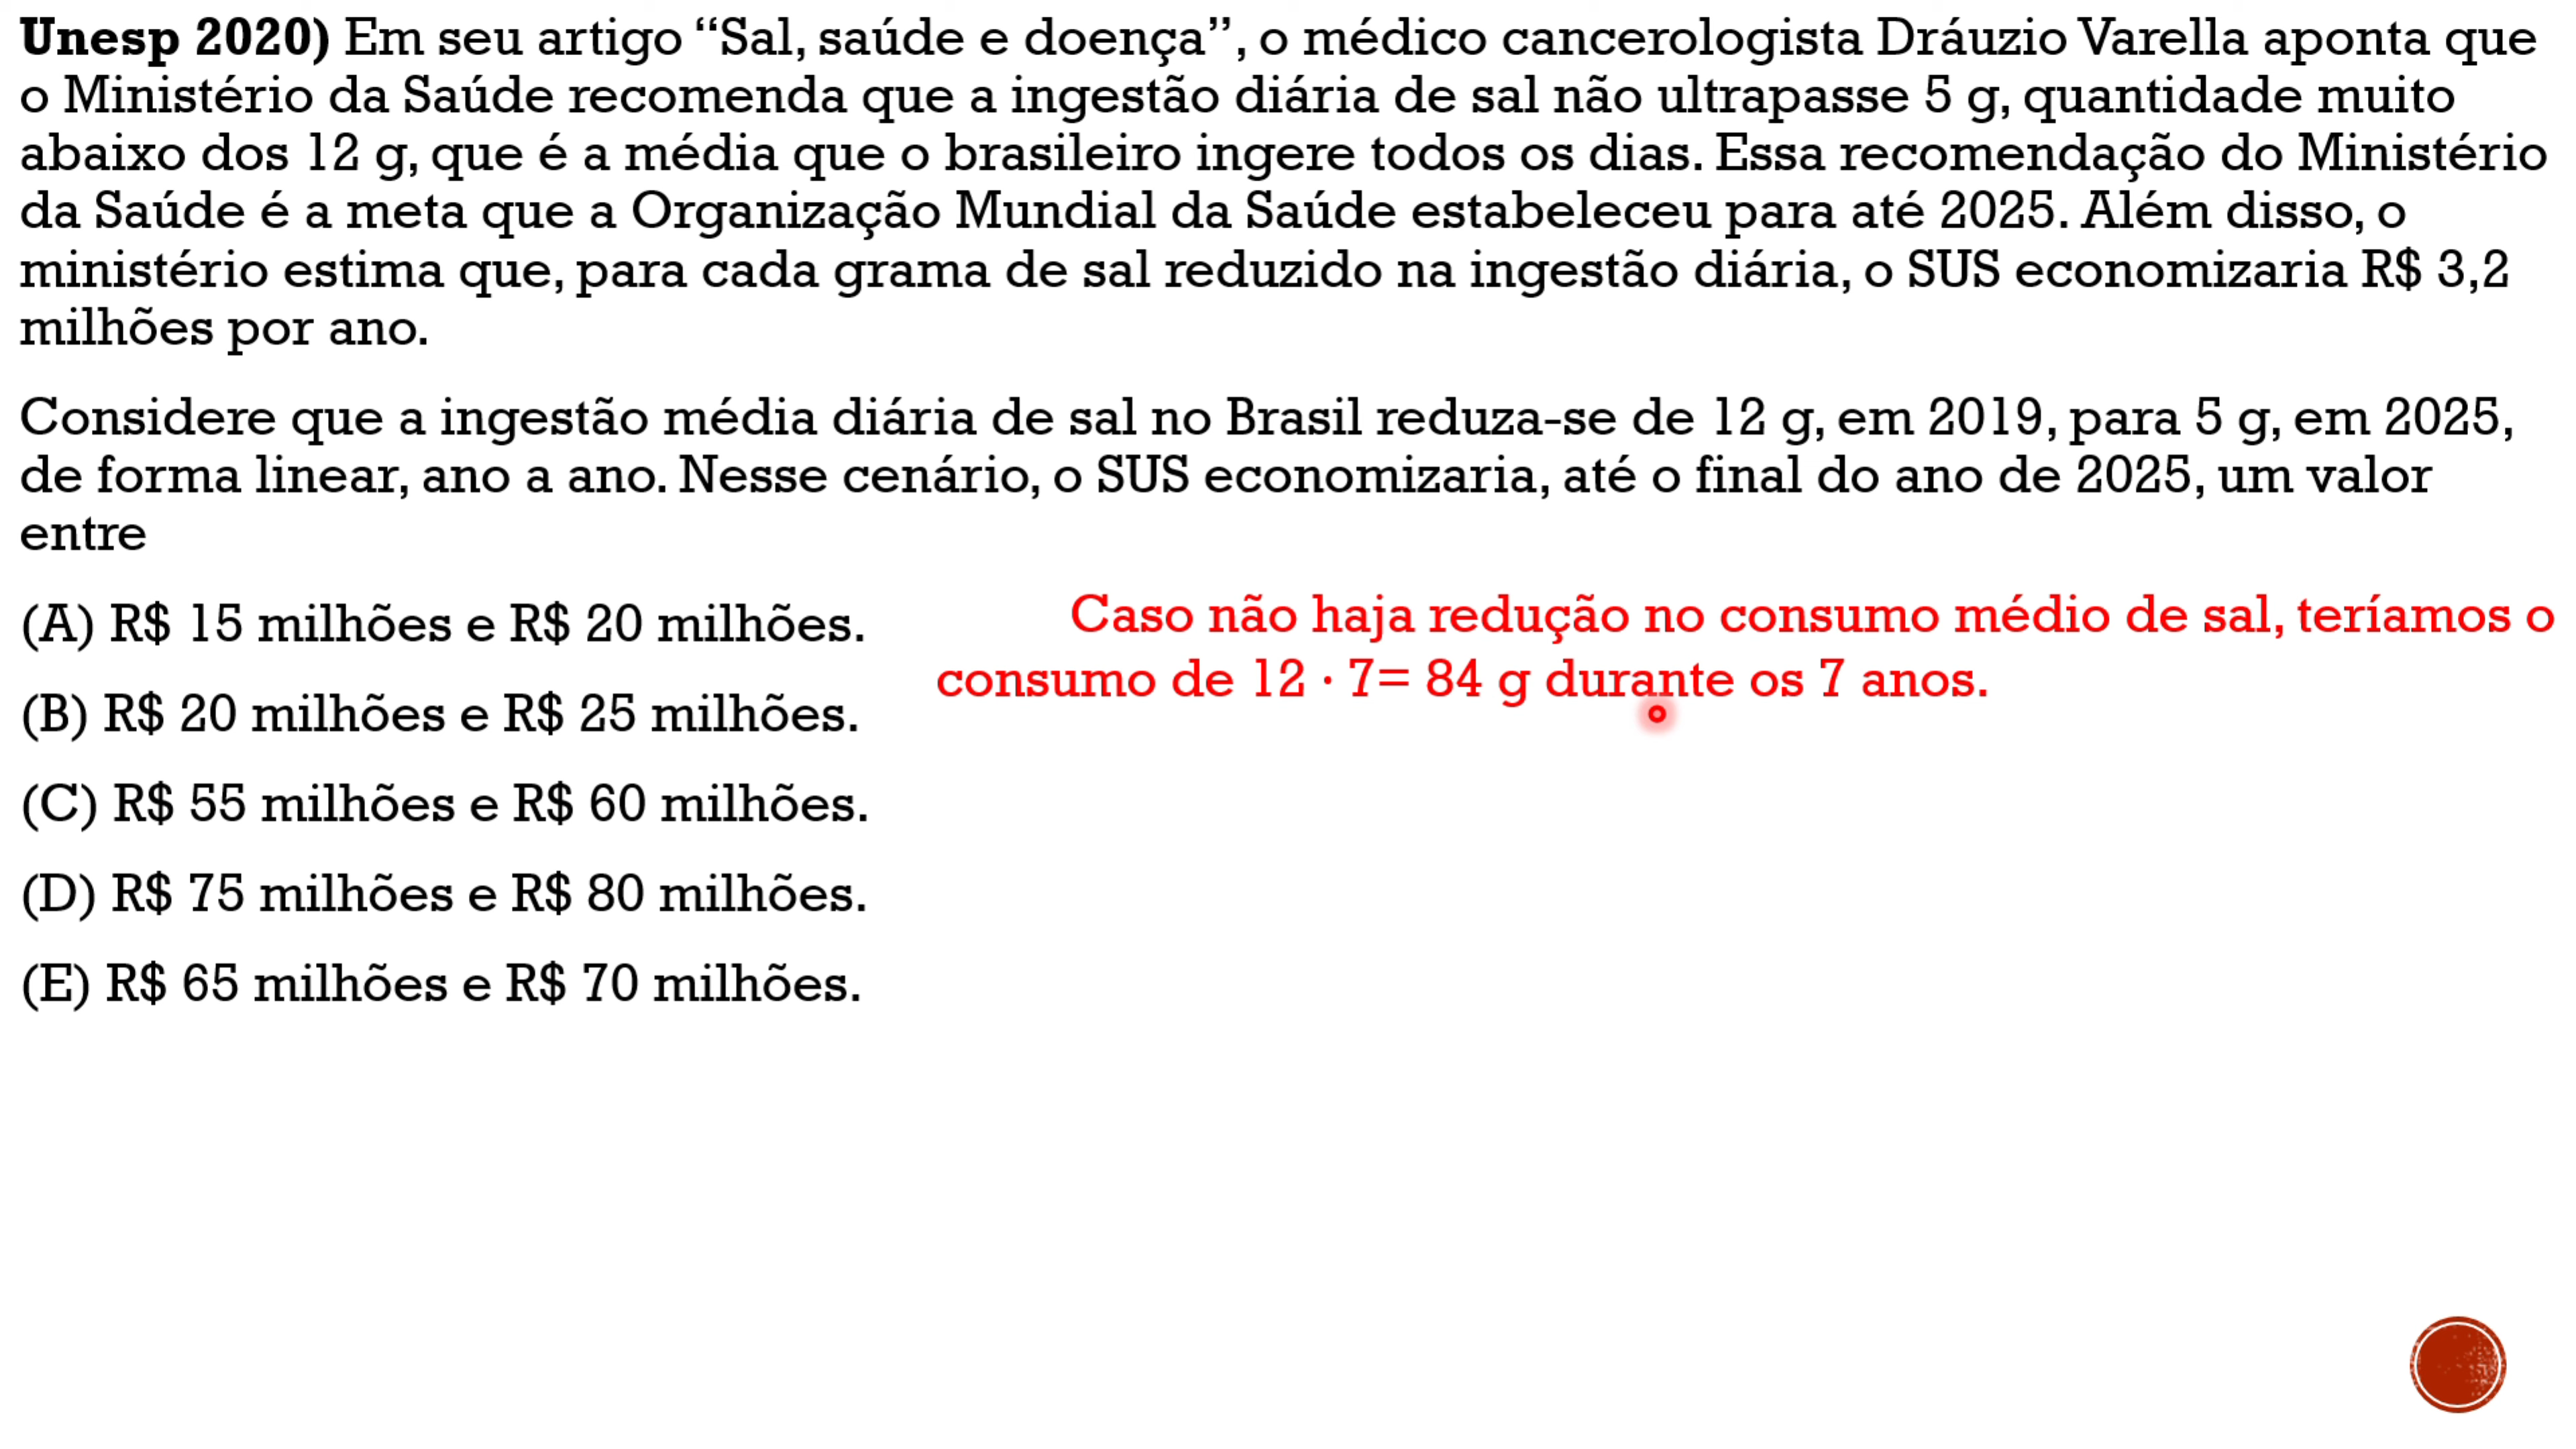 Unesp 2020) Em seu artigo “Sal, saúde e doença”, o médico cancerologista Dráuzio Varella aponta que
o Ministério da Saúde recomenda que a ingestão diária de sal não ultrapasse 5 g, quantidade muito
abaixo dos 12 g, que é a média que o brasileiro ingere todos os dias. Essa recomendação do Ministério
da Saúde é a meta que a Organização Mundial da Saúde estabeleceu para até 2025. Além disso, o
ministério estima que, para cada grama de sal reduzido na ingestão diária, o SUS economizaria R$ 3,2
milhões por ano.
Considere que a ingestão média diária de sal no Brasil reduza-se de 12 g, em 2019, para 5 g, em 2025,
de forma linear, ano a ano. Nesse cenário, o SUS economizaria, até o final do ano de 2025, um valor
entre
(A) R$ 15 milhões e R$ 20 milhões.
(B) R$ 20 milhões e R$ 25 milhões.
(C) R$ 55 milhões e R$ 60 milhões.
(D) R$ 75 milhões e R$ 80 milhões.
(E) R$ 65 milhões e R$ 70 milhões.
Caso não haja redução no consumo médio de sal, teríamos o
consumo de 12 · 7= 84 g durante os 7 anos.